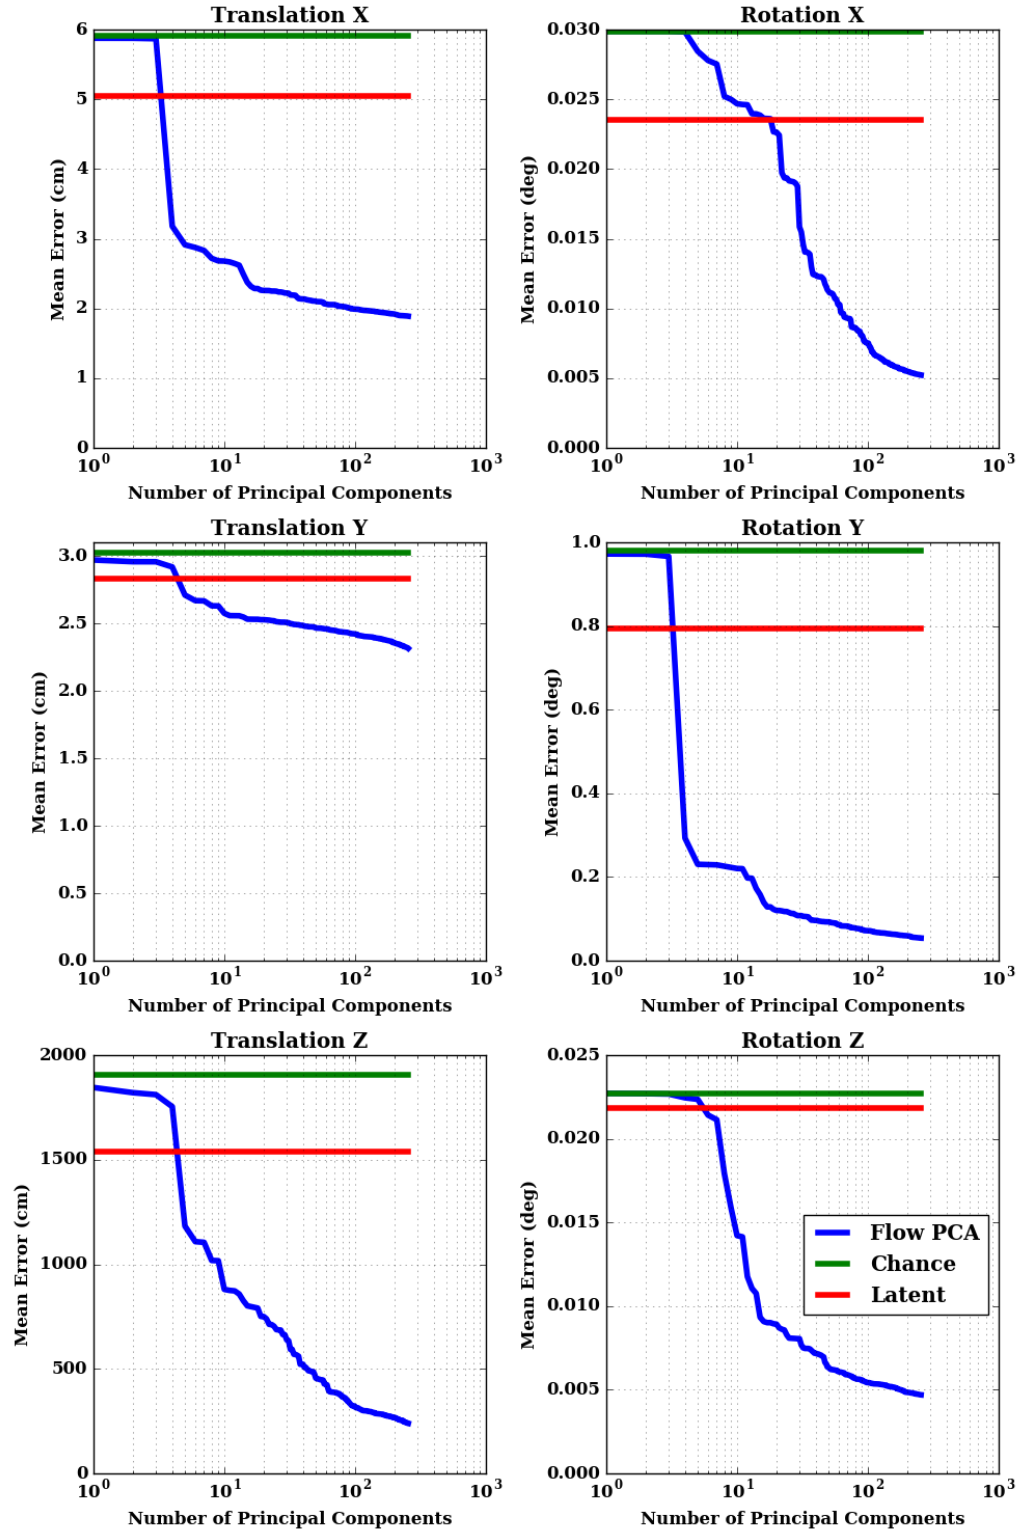 Translation X
Mean Error (cm)
6
5
4
3
2
1
0
10^0 10^1 10^2 10^3
Number of Principal Components
Rotation X
Mean Error (deg)
0.030
0.025
0.020
0.015
0.010
0.005
0.000
10^0 10^1 10^2 10^3
Number of Principal Components
Translation Y
Mean Error (cm)
3.0
2.5
2.0
1.5
1.0
0.5
0.0
10^0 10^1 10^2 10^3
Number of Principal Components
Rotation Y
Mean Error (deg)
1.0
0.8
0.6
0.4
0.2
0.0
10^0 10^1 10^2 10^3
Number of Principal Components
Translation Z
Mean Error (cm)
2000
1500
1000
500
0
10^0 10^1 10^2 10^3
Number of Principal Components
Rotation Z
Mean Error (deg)
0.025
0.020
0.015
0.010
0.005
0.000
Flow PCA
Chance
Latent
10^0 10^1 10^2 10^3
Number of Principal Components